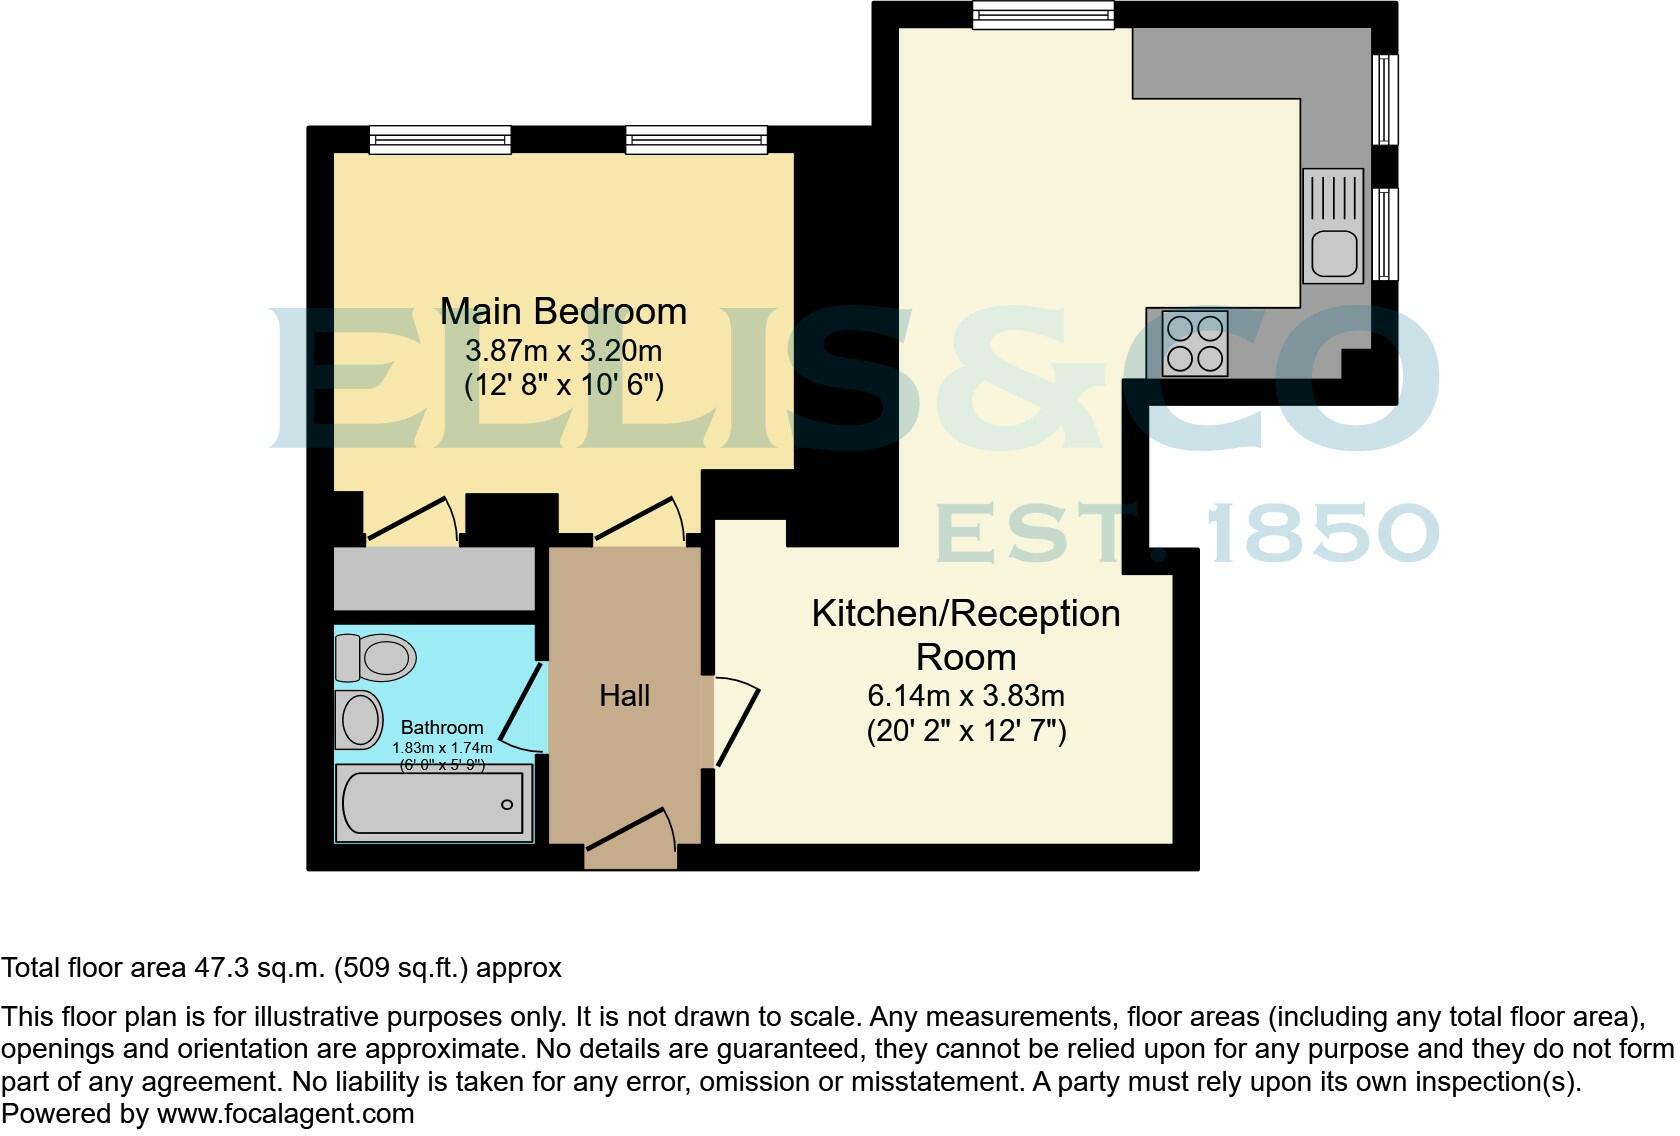 Main Bedroom
3.87m x 3.20m
(12' 8" x 10' 6")
ELLIS&CO
EST. 1850
Kitchen/Reception
Room
6.14m x 3.83m
(20' 2" x 12' 7")
Hall
Bathroom
1.83m x 1.74m
(6' 0" x 5' 9")
Total floor area 47.3 sq.m. (509 sq.ft.) approx
This floor plan is for illustrative purposes only. It is not drawn to scale. Any measurements, floor areas (including any total floor area),
openings and orientation are approximate. No details are guaranteed, they cannot be relied upon for any purpose and they do not form
part of any agreement. No liability is taken for any error, omission or misstatement. A party must rely upon its own inspection(s).
Powered by www.focalagent.com